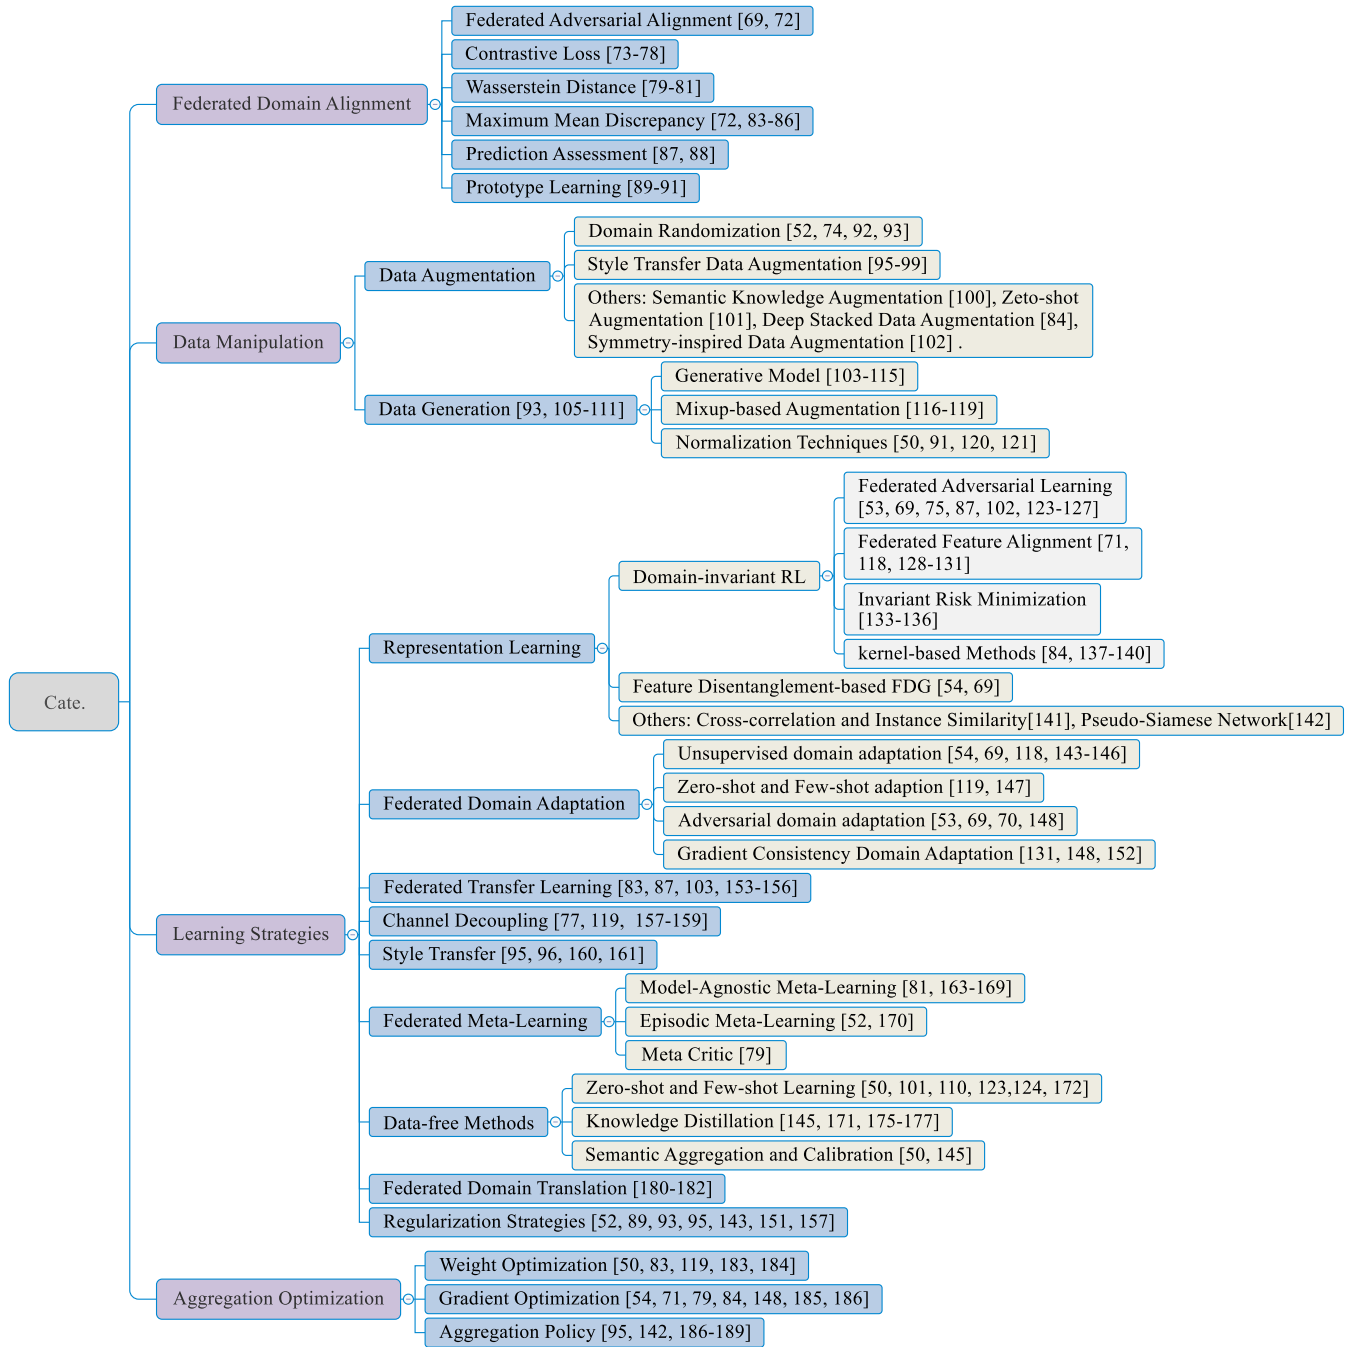 Cate.
Federated Domain Alignment
Federated Adversarial Alignment [69, 72]
Contrastive Loss [73-78]
Wasserstein Distance [79-81]
Maximum Mean Discrepancy [72, 83-86]
Prediction Assessment [87, 88]
Prototype Learning [89-91]
Data Manipulation
Data Augmentation
Domain Randomization [52, 74, 92, 93]
Style Transfer Data Augmentation [95-99]
Others: Semantic Knowledge Augmentation [100], Zeto-shot
Augmentation [101], Deep Stacked Data Augmentation [84],
Symmetry-inspired Data Augmentation [102] .
Data Generation [93, 105-111]
Generative Model [103-115]
Mixup-based Augmentation [116-119]
Normalization Techniques [50, 91, 120, 121]
Learning Strategies
Representation Learning
Domain-invariant RL
Federated Adversarial Learning
[53, 69, 75, 87, 102, 123-127]
Federated Feature Alignment [71,
118, 128-131]
Invariant Risk Minimization
[133-136]
kernel-based Methods [84, 137-140]
Feature Disentanglement-based FDG [54, 69]
Others: Cross-correlation and Instance Similarity[141], Pseudo-Siamese Network[142]
Federated Domain Adaptation
Unsupervised domain adaptation [54, 69, 118, 143-146]
Zero-shot and Few-shot adaption [119, 147]
Adversarial domain adaptation [53, 69, 70, 148]
Gradient Consistency Domain Adaptation [131, 148, 152]
Federated Transfer Learning [83, 87, 103, 153-156]
Channel Decoupling [77, 119,  157-159]
Style Transfer [95, 96, 160, 161]
Federated Meta-Learning
Model-Agnostic Meta-Learning [81, 163-169]
Episodic Meta-Learning [52, 170]
Meta Critic [79]
Data-free Methods
Zero-shot and Few-shot Learning [50, 101, 110, 123,124, 172]
Knowledge Distillation [145, 171, 175-177]
Semantic Aggregation and Calibration [50, 145]
Federated Domain Translation [180-182]
Regularization Strategies [52, 89, 93, 95, 143, 151, 157]
Aggregation Optimization
Weight Optimization [50, 83, 119, 183, 184]
Gradient Optimization [54, 71, 79, 84, 148, 185, 186]
Aggregation Policy [95, 142, 186-189]